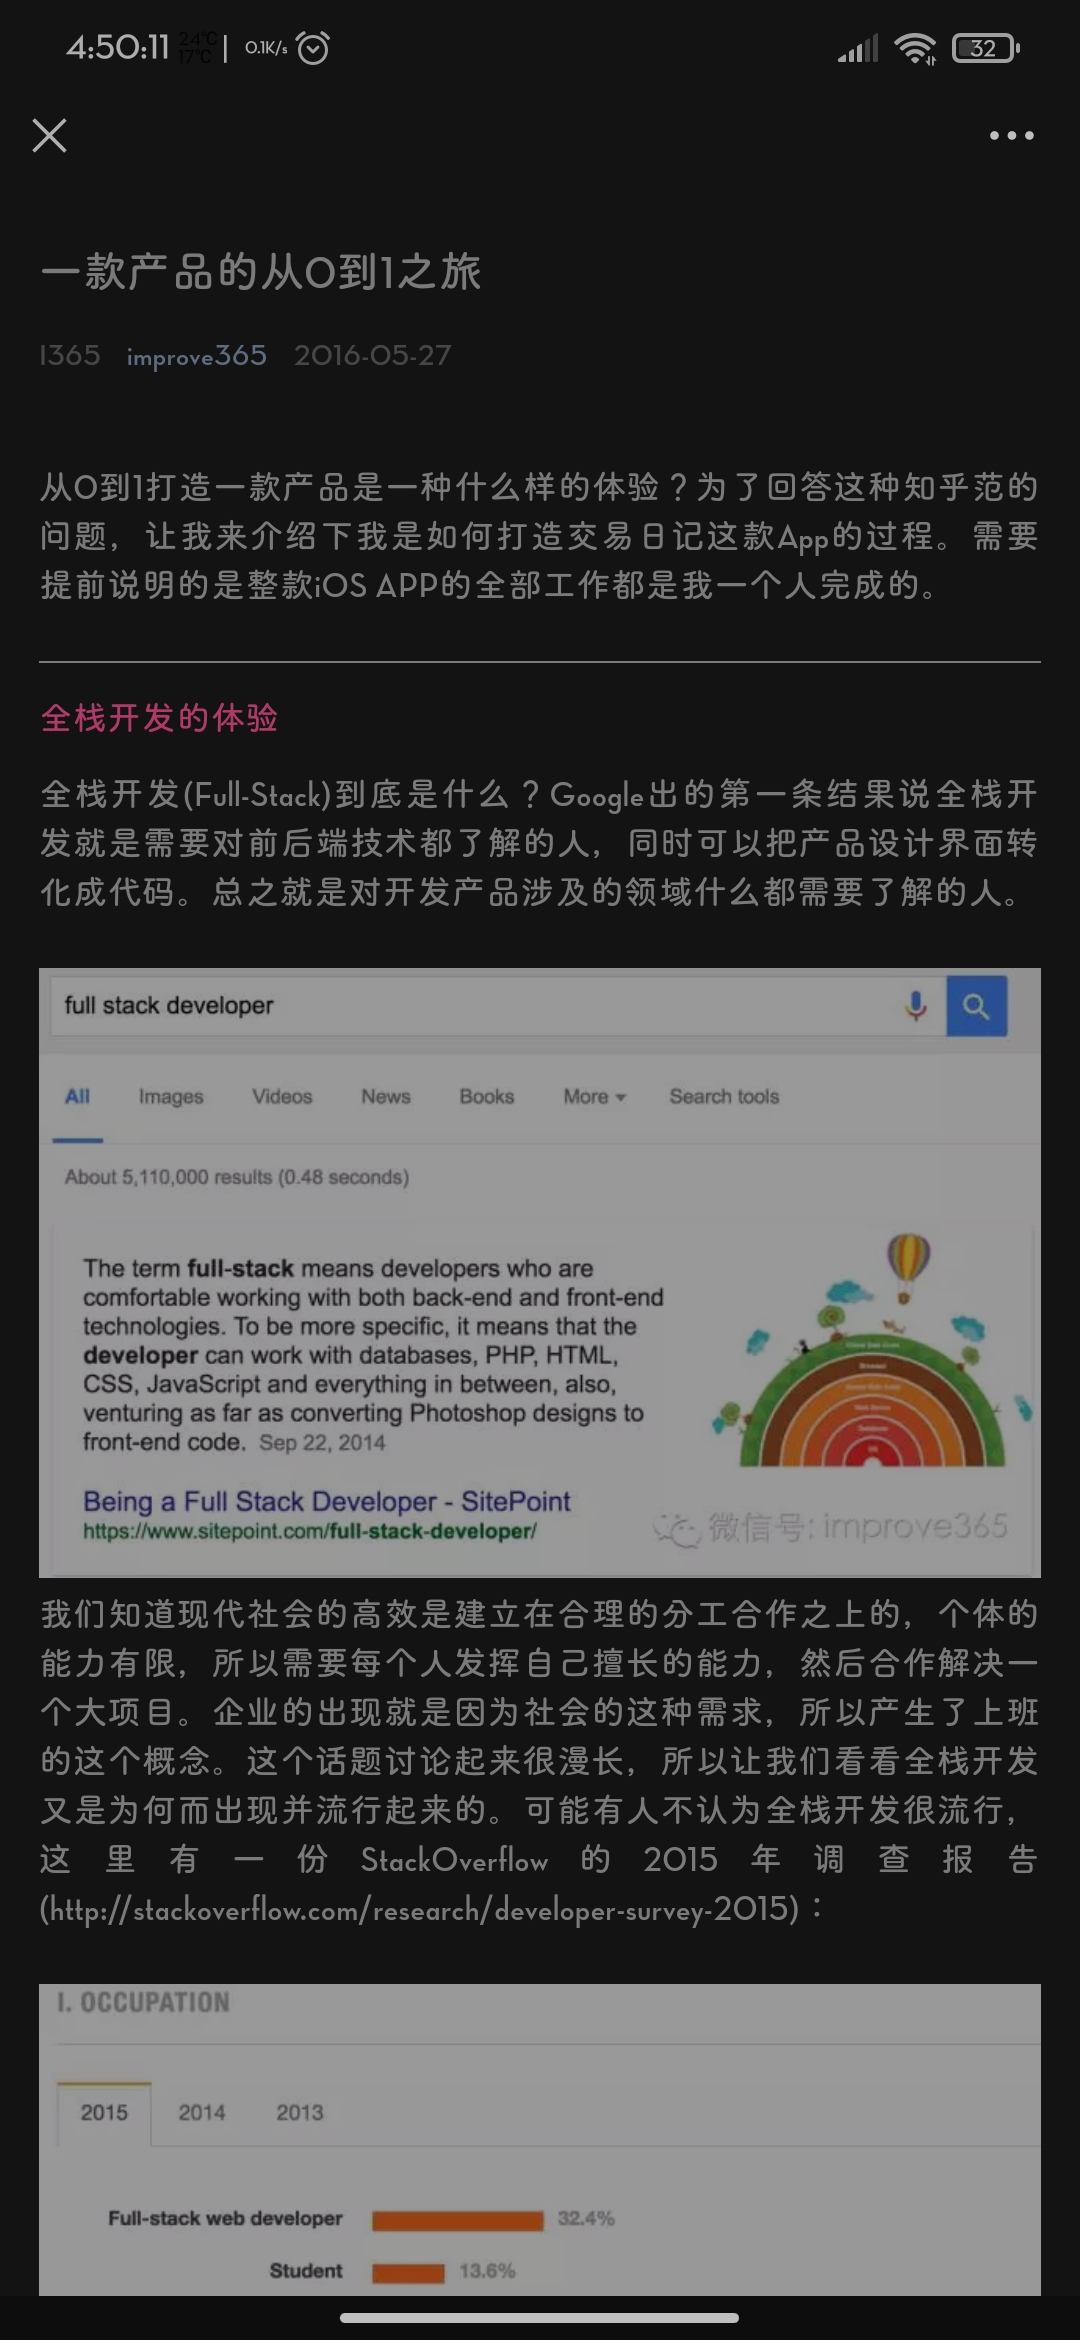 4:50:11 24℃ 17℃ | 0.1K/s 32
一款产品的从0到1之旅
I365 improve365 2016-05-27
从0到1打造一款产品是一种什么样的体验？为了回答这种知乎范的
问题，让我来介绍下我是如何打造交易日记这款App的过程。需要
提前说明的是整款iOS APP的全部工作都是我一个人完成的。
全栈开发的体验
全栈开发(Full-Stack)到底是什么？Google出的第一条结果说全栈开
发就是需要对前后端技术都了解的人，同时可以把产品设计界面转
化成代码。总之就是对开发产品涉及的领域什么都需要了解的人。
full stack developer
All Images Videos News Books More Search tools
About 5,110,000 results (0.48 seconds)
The term full-stack means developers who are
comfortable working with both back-end and front-end
technologies. To be more specific, it means that the
developer can work with databases, PHP, HTML,
CSS, JavaScript and everything in between, also,
venturing as far as converting Photoshop designs to
front-end code. Sep 22, 2014
Being a Full Stack Developer - SitePoint
https://www.sitepoint.com/full-stack-developer/
微信号: improve365
我们知道现代社会的高效是建立在合理的分工合作之上的，个体的
能力有限，所以需要每个人发挥自己擅长的能力，然后合作解决一
个大项目。企业的出现就是因为社会的这种需求，所以产生了上班
的这个概念。这个话题讨论起来很漫长，所以让我们看看全栈开发
又是为何而出现并流行起来的。可能有人不认为全栈开发很流行，
这里有一份StackOverflow的2015年调查报告
(http://stackoverflow.com/research/developer-survey-2015)：
I. OCCUPATION
2015 2014 2013
Full-stack web developer 32.4%
Student 13.6%